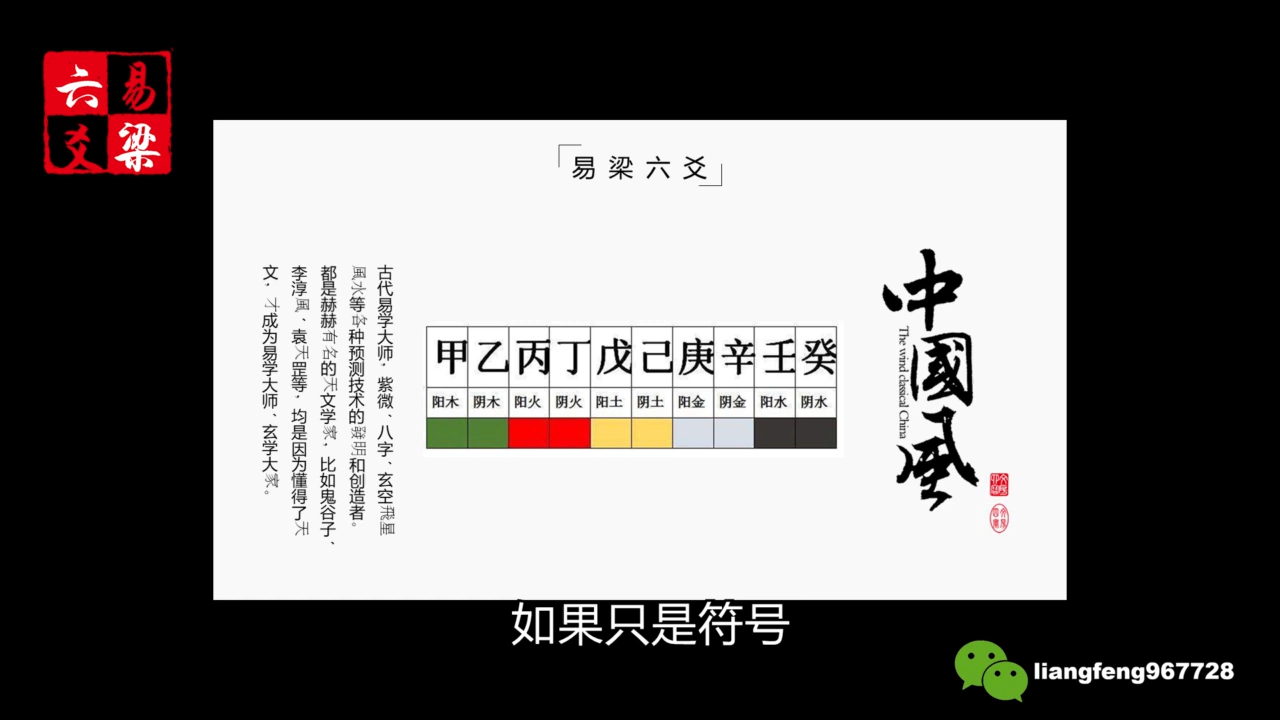 六易
爻梁
易梁六爻
古代易学大师，紫微、八字、玄空飛星
風水等各种预测技术的發明和创造者。
都是赫赫有名的天文学家，比如鬼谷子、
李淳風、袁天罡等，均是因为懂得了天
文，才成为易学大师、玄学大家。
甲 乙 丙 丁 戊 己 庚 辛 壬 癸
阳木 阴木 阳火 阴火 阳土 阴土 阳金 阴金 阳水 阴水
中國風
The wind classical China
如果只是符号
liangfeng967728